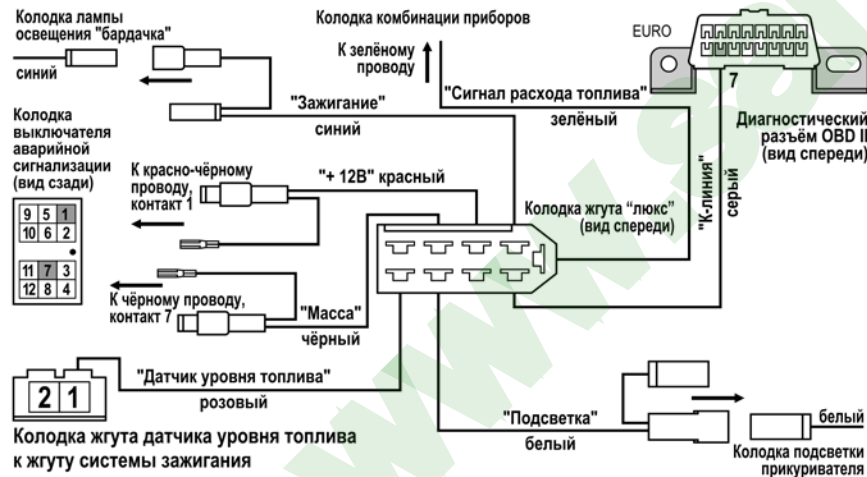 Колодка лампы
освещения "бардачка"
синий
Колодка комбинации приборов
К зелёному
проводу
EURO
7
"Зажигание"
синий
"Сигнал расхода топлива"
зелёный
Диагностический
разъём OBD II
(вид спереди)
Колодка
выключателя
аварийной
сигнализации
(вид сзади)
9 5 1
10 6 2
11 7 3
12 8 4
К красно-чёрному
проводу,
контакт 1
"+ 12В" красный
Колодка жгута "люкс"
(вид спереди)
"К-линия"
серый
К чёрному проводу,
контакт 7
"Масса"
чёрный
2 1
"Датчик уровня топлива"
розовый
Колодка жгута датчика уровня топлива
к жгуту системы зажигания
"Подсветка"
белый
белый
Колодка подсветки
прикуривателя